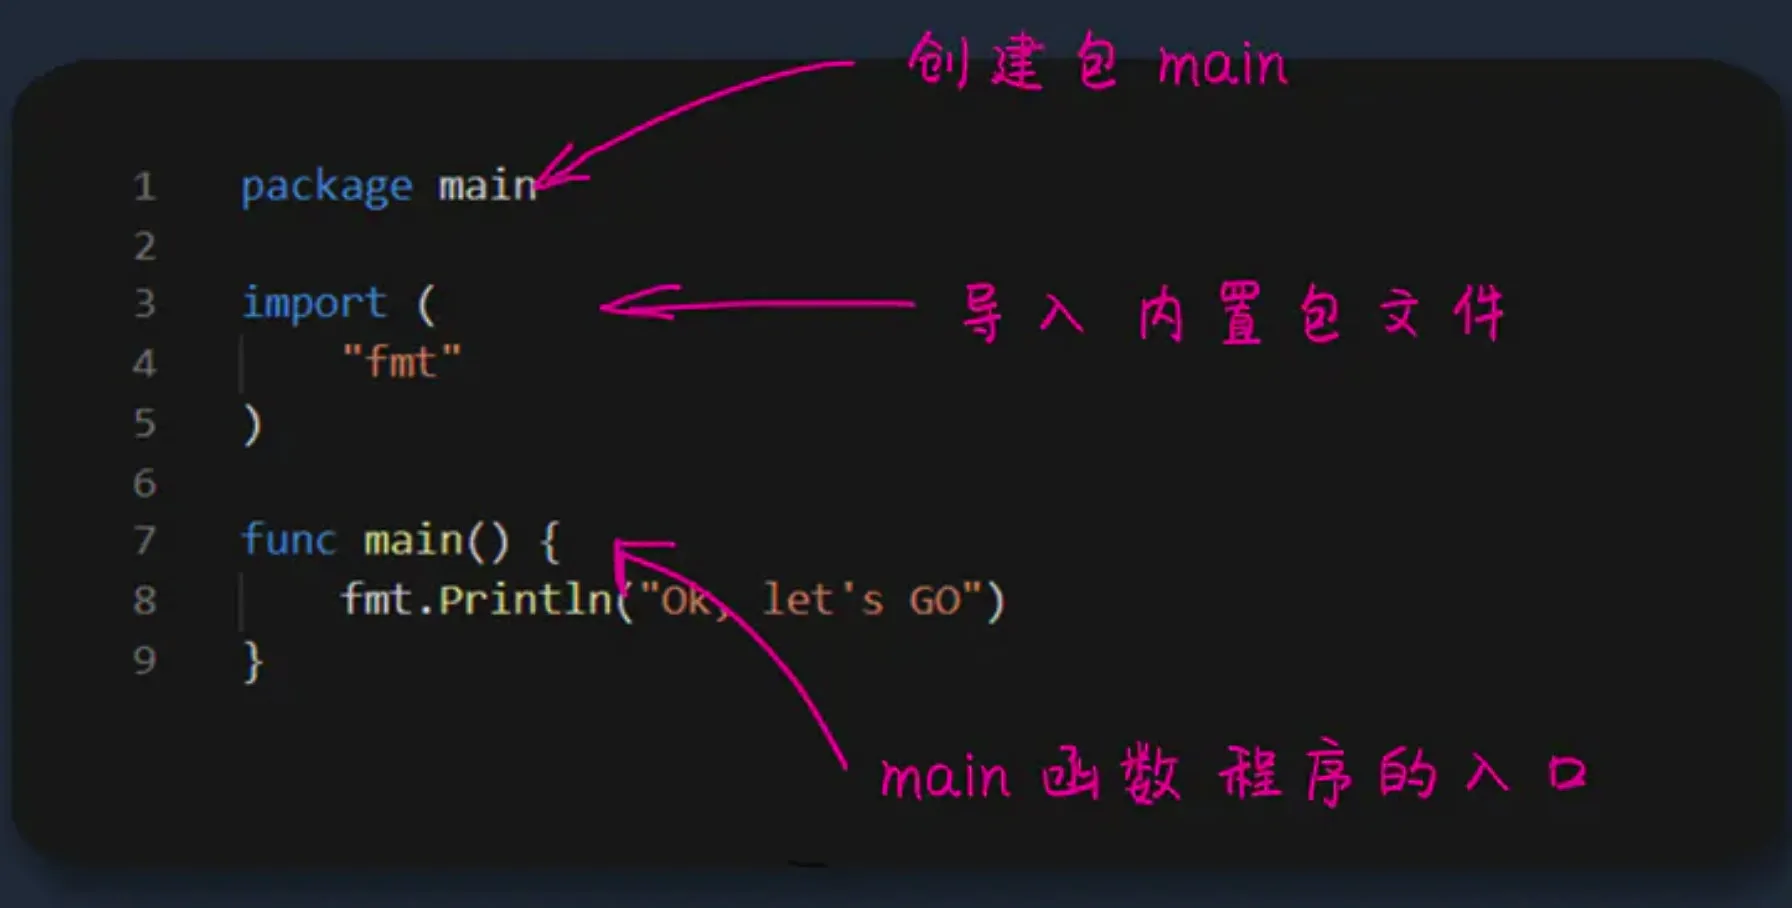 创建包 main
1 package main
2
3 import (
导入内置包文件
4 "fmt"
5 )
6
7 func main() {
8 fmt.Println("Ok, let's GO")
9 }
main 函数 程序的入口